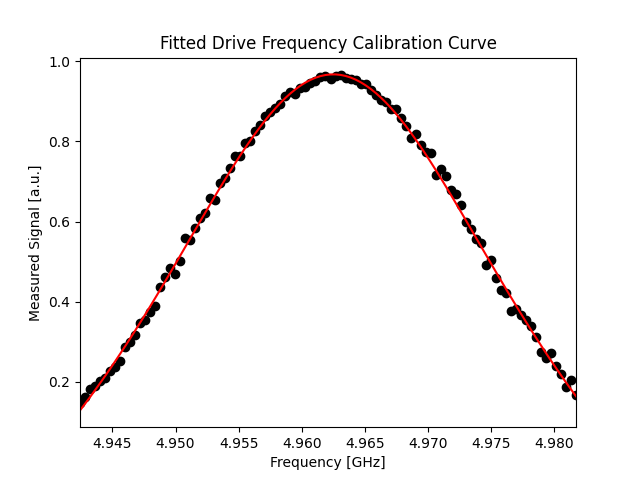 Fitted Drive Frequency Calibration Curve
1.0
0.8
0.6
0.4
0.2
Measured Signal [a.u.]
4.945 4.950 4.955 4.960 4.965 4.970 4.975 4.980
Frequency [GHz]